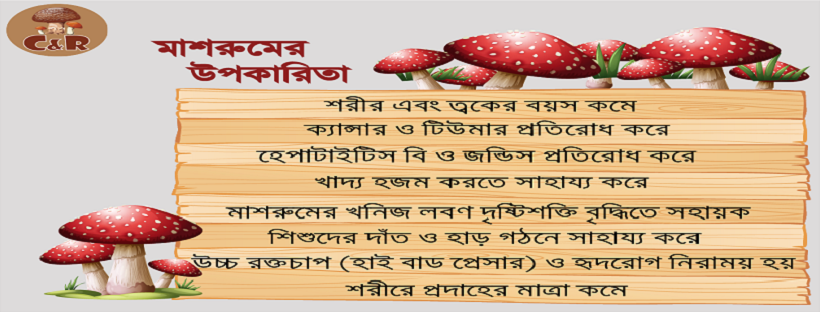 C&R
মাশরুমের
উপকারিতা
শরীর এবং ত্বকের বয়স কমে
ক্যান্সার ও টিউমার প্রতিরোধ করে
হেপাটাইটিস বি ও জন্ডিস প্রতিরোধ করে
খাদ্য হজম করতে সাহায্য করে
মাশরুমের খনিজ লবণ দৃষ্টিশক্তি বৃদ্ধিতে সহায়ক
শিশুদের দাঁত ও হাড় গঠনে সাহায্য করে
উচ্চ রক্তচাপ (হাই বাড প্রেসার) ও হৃদরোগ নিরাময় হয়
শরীরে প্রদাহের মাত্রা কমে